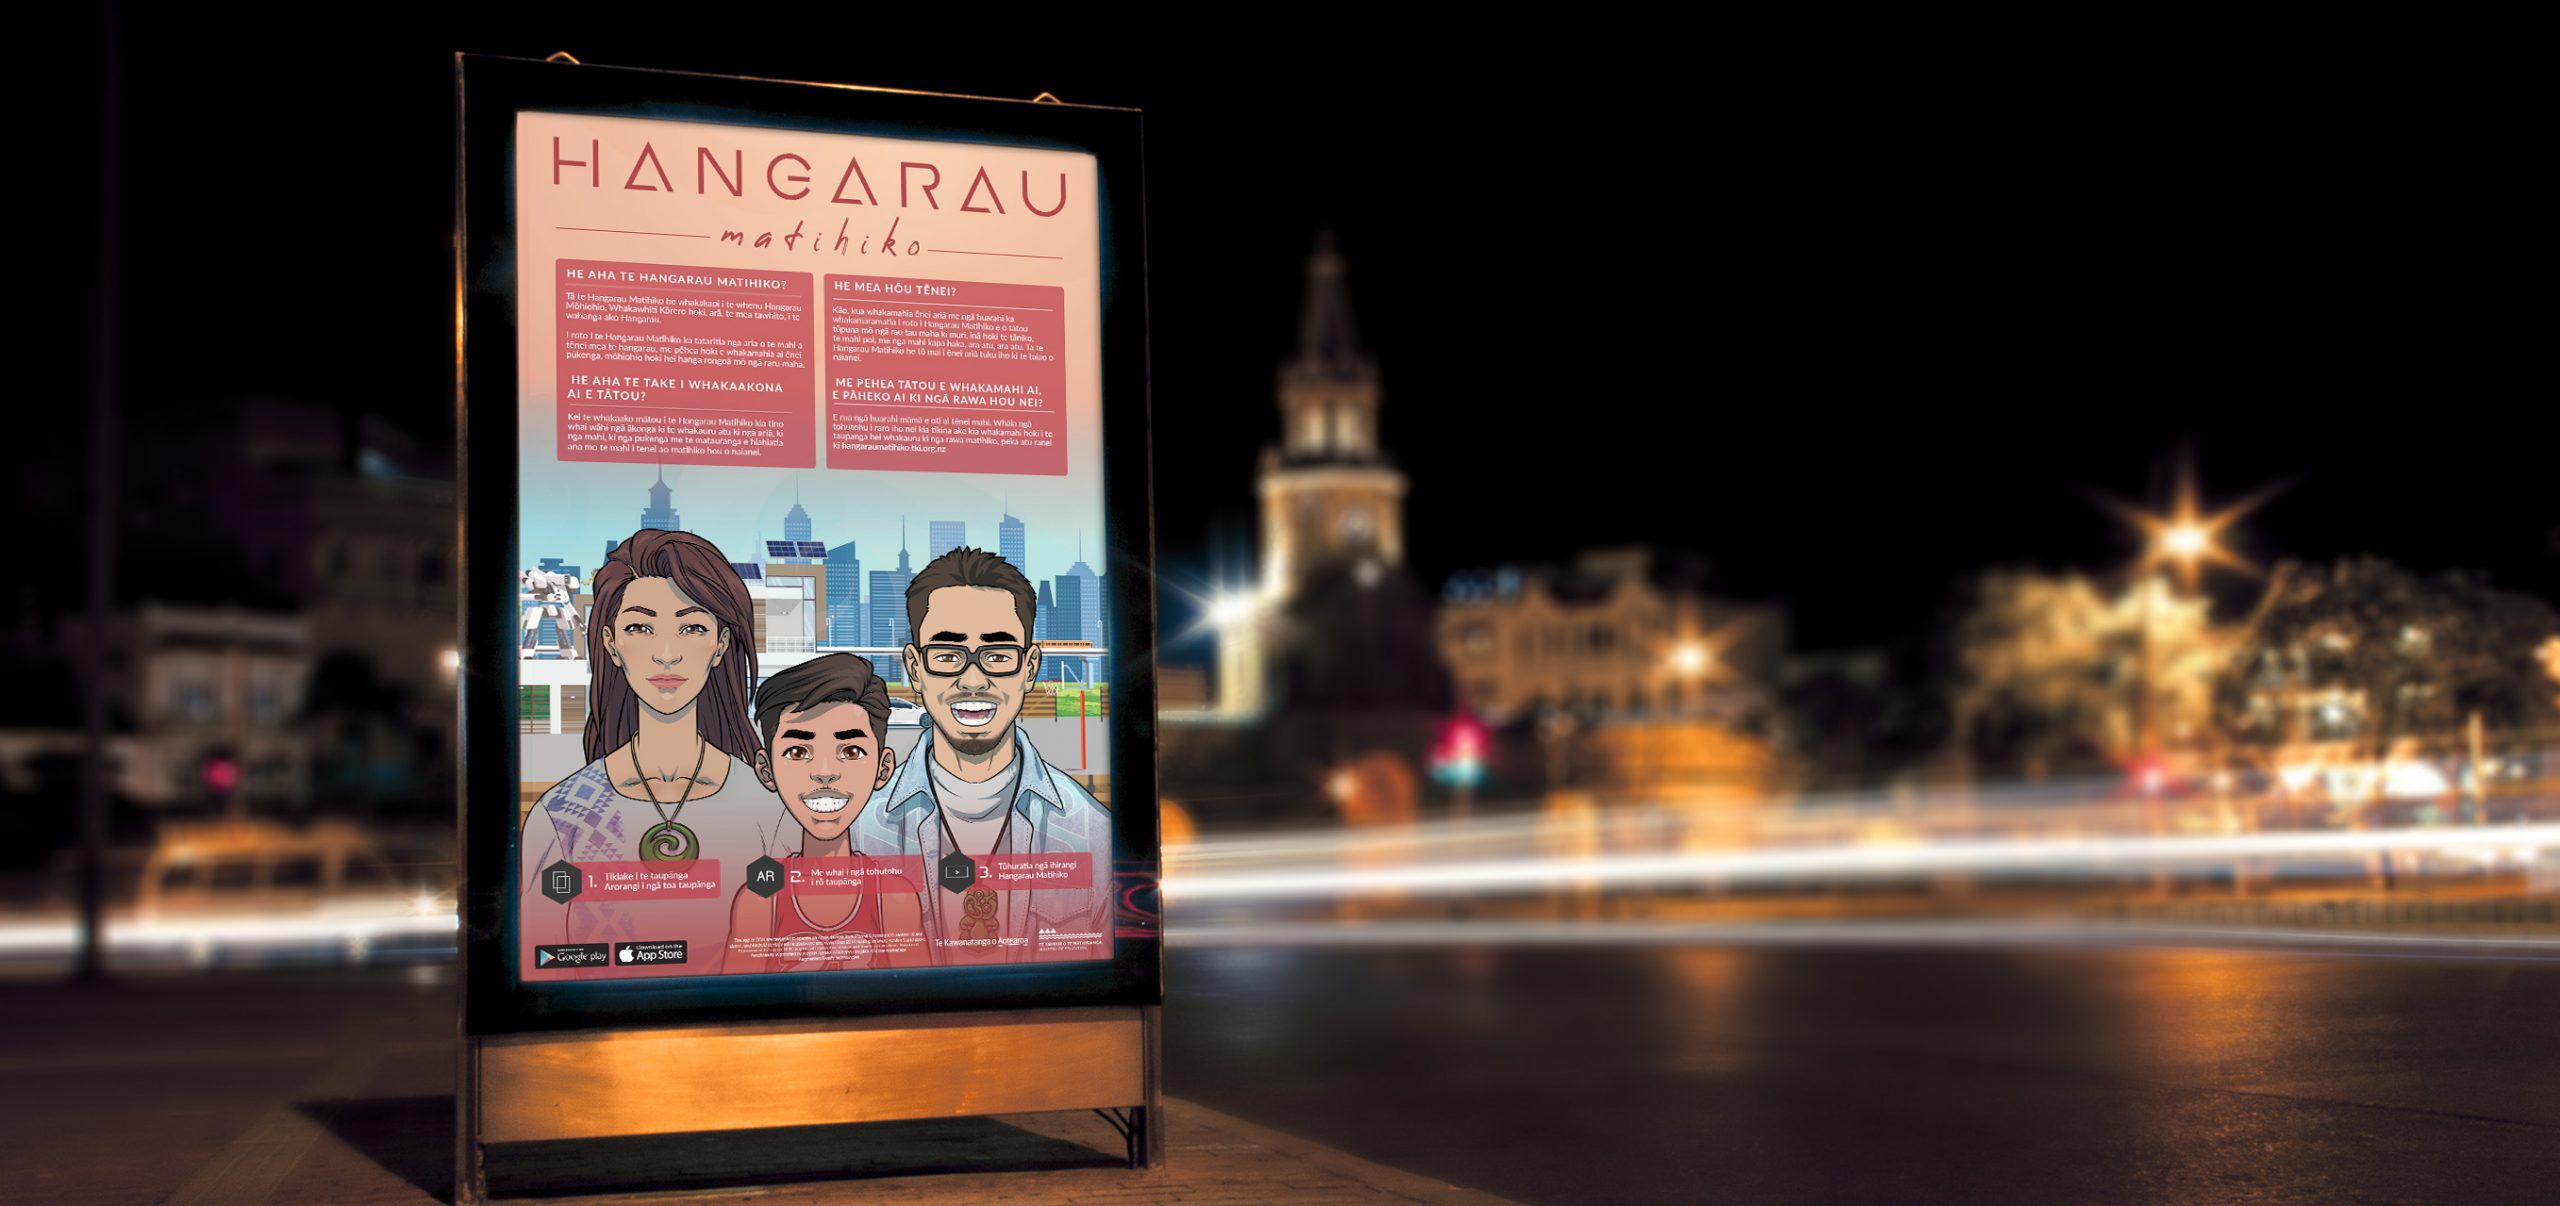 HANGARAU
matihiko
HE AHA TE HANGARAU MATIHIKO?
Tā te Hangarau Matihiko he whakakapi i te whenu Hangarau
Mōhiohio, Whakawhiti Kōrero hoki, arā, te mea tawhito, i te
wahanga ako Hangarau.
I roto i te Hangarau Matihiko ka tataritia nga aria o te mahi a
tēnei mea te hangarau, me pēhea hoki e whakamahia ai ēnei
pūkenga, mōhiohio hoki hei hanga rongoā mō ngā raru maha.
HE AHA TE TAKE I WHAKAAKONA
AI E TĀTOU?
Kei te whakaako mātou i te Hangarau Matihiko kia tino
whai wāhi ngā ākonga ki te whakauru atu ki ngā ariā, ki
nga mahi, ki nga pukenga me te matauranga e hiahiatia
ana mo te mahi i tenei ao matihiko hou o naianei.
HE MEA HŌU TĒNEI?
Kāo, kua whakamahia ēnei ariā me ngā huarahi ka
whakamāramatia i roto i Hangarau Matihiko e ō tātou
tūpuna mō ngā rau tau maha ki muri, inā hoki te tāniko,
te mahi poi, me nga mahi kapa haka, ara atu, ara atu. Ta te
Hangarau Matihiko he tō mai i ēnei ariā tuku iho ki te taiao o
nāianei.
ME PEHEA TATOU E WHAKAMAHI AI,
E PĀHEKO AI KI NGĀ RAWA HOU NEI?
E rua ngā huarahi māmā e oti ai tēnei mahi. Whāia ngā
tohutohu i raro iho nei kia tikina ake kia whakamahi hoki i te
taupanga hei whakauru ki nga rawa matihiko, peka atu ranei
ki hangaraumatihiko.tki.org.nz
1. Tiklake i te taupānga
Arorangi i ngā toa taupānga
AR 2. Me whai i ngā tohutohu
i rō taupānga
3. Tūhuratia ngā ihirangi
Hangarau Matihiko
Google play
Download on the
App Store
Te Kāwanatanga o Aotearoa
TE TĀHUHU O TE MĀTAURANGA
MINISTRY OF EDUCATION